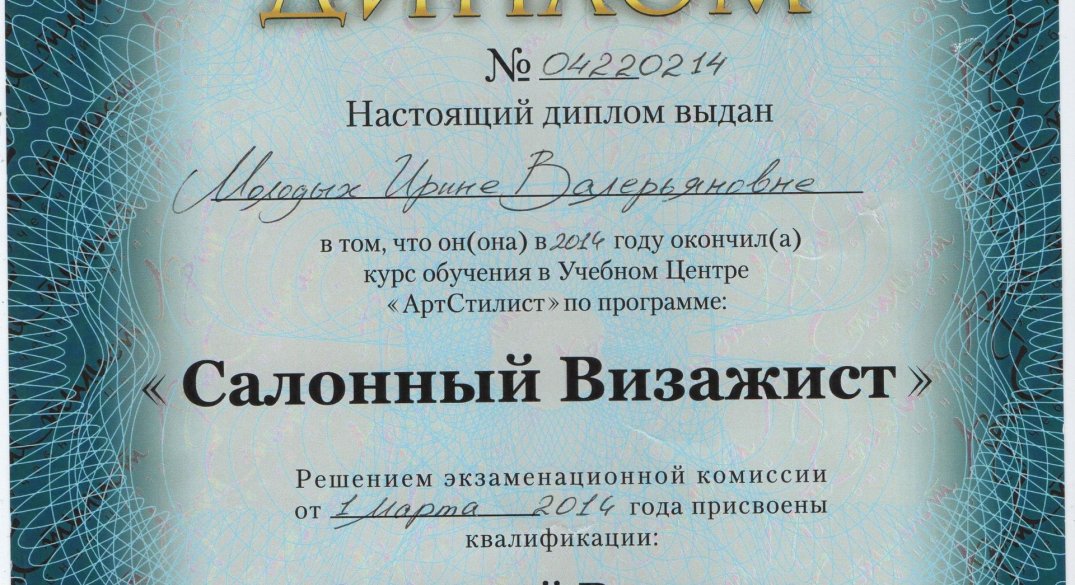 ДИПЛОМ
№ 04220214
Настоящий диплом выдан
Молодых Ирине Валерьяновне
в том, что он(она) в 2014 году окончил(а)
курс обучения в Учебном Центре
«АртСтилист» по программе:
«Салонный Визажист»
Решением экзаменационной комиссии
от 1 Марта 2014 года присвоены
квалификации: